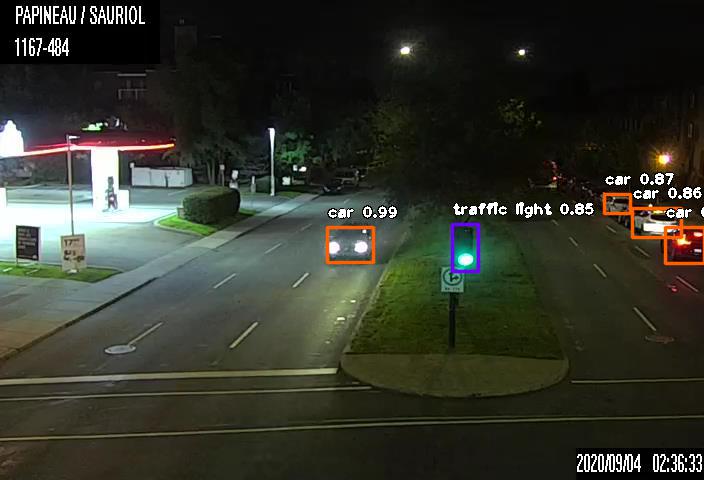 PAPINEAU / SAURIOL
1167-484
car 0.87
car 0.86
car 0.99
traffic light 0.85
car
2020/09/04 02:36:33